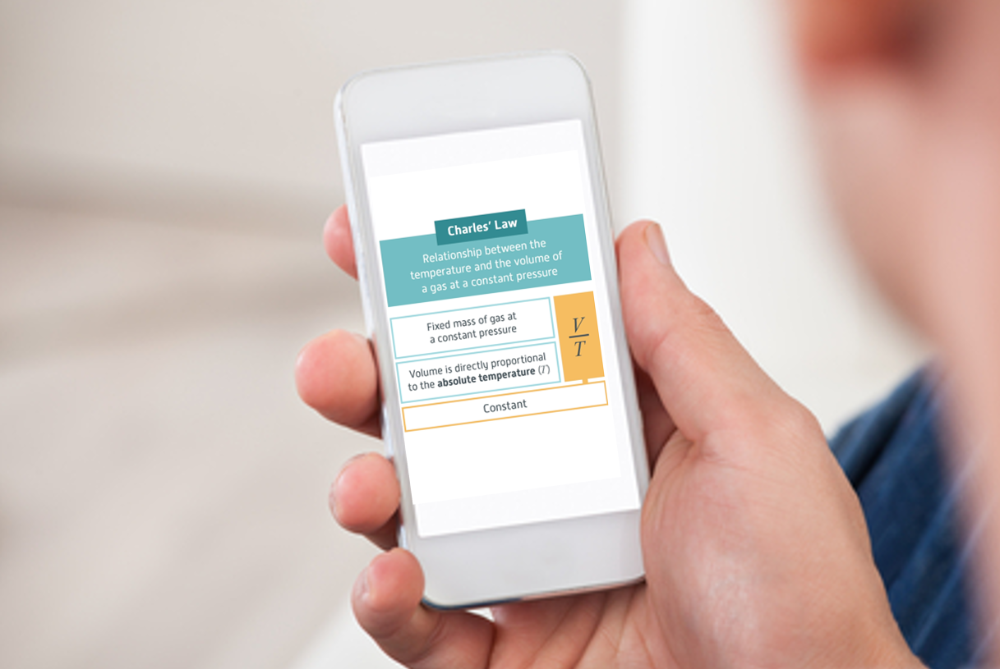 Charles’ Law
Relationship between the
temperature and the volume of
a gas at a constant pressure
Fixed mass of gas at
a constant pressure
V
T
Volume is directly proportional
to the absolute temperature (T)
Constant